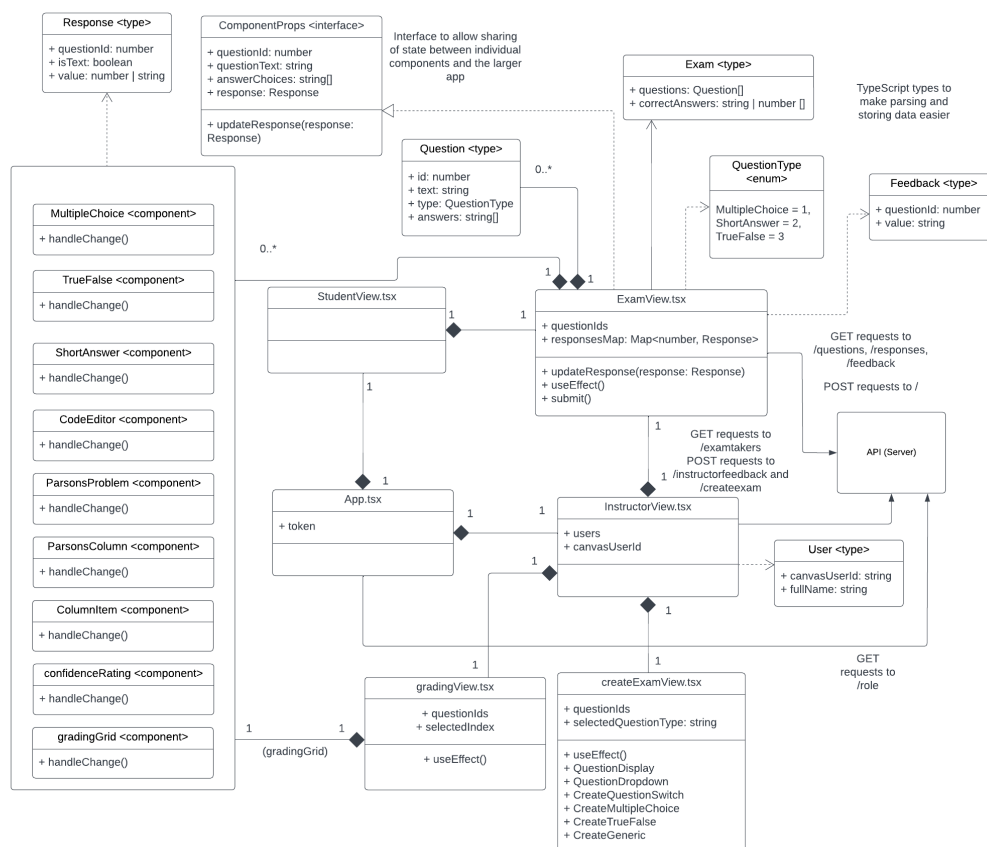 Response <type>
+ questionId: number
+ isText: boolean
+ value: number | string
ComponentProps <interface>
+ questionId: number
+ questionText: string
+ answerChoices: string[]
+ response: Response
+ updateResponse(response:
Response)
Interface to allow sharing
of state between individual
components and the larger
app
Exam <type>
+ questions: Question[]
+ correctAnswers: string | number []
TypeScript types to
make parsing and
storing data easier
Question <type>
+ id: number
+ text: string
+ type: QuestionType
+ answers: string[]
0..*
QuestionType
<enum>
MultipleChoice = 1,
ShortAnswer = 2,
TrueFalse = 3
Feedback <type>
+ questionId: number
+ value: string
MultipleChoice <component>
+ handleChange()
TrueFalse <component>
+ handleChange()
ShortAnswer <component>
+ handleChange()
CodeEditor <component>
+ handleChange()
ParsonsProblem <component>
+ handleChange()
ParsonsColumn <component>
+ handleChange()
ColumnItem <component>
+ handleChange()
confidenceRating <component>
+ handleChange()
gradingGrid <component>
+ handleChange()
0..*
1
1
StudentView.tsx
1
1
ExamView.tsx
+ questionIds
+ responsesMap: Map<number, Response>
+ updateResponse(response: Response)
+ useEffect()
+ submit()
GET requests to
/questions, /responses,
/feedback
POST requests to /
1
1
GET requests to
/examtakers
POST requests to
/instructorfeedback and
/createexam
API (Server)
1
1
App.tsx
+ token
1
1
InstructorView.tsx
+ users
+ canvasUserId
User <type>
+ canvasUserId: string
+ fullName: string
1
1
1
1
GET
requests to
/role
gradingView.tsx
+ questionIds
+ selectedIndex
+ useEffect()
1
1
(gradingGrid)
createExamView.tsx
+ questionIds
+ selectedQuestionType: string
+ useEffect()
+ QuestionDisplay
+ QuestionDropdown
+ CreateQuestionSwitch
+ CreateMultipleChoice
+ CreateTrueFalse
+ CreateGeneric